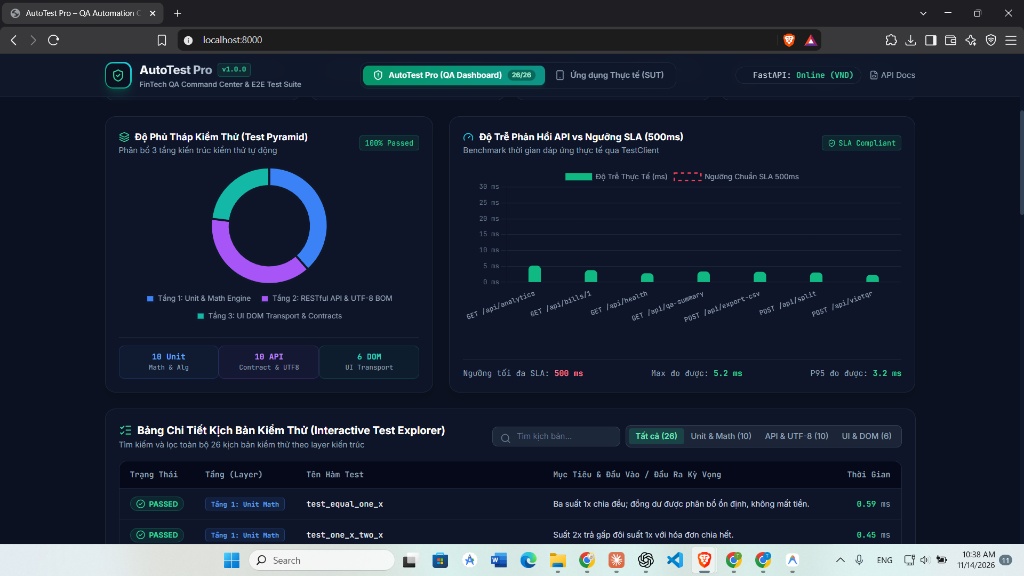 AutoTest Pro – QA Automation C
localhost:8000
AutoTest Pro v1.0.0
FinTech QA Command Center & E2E Test Suite
AutoTest Pro (QA Dashboard) 26/26
Ứng dụng Thực tế (SUT)
FastAPI: Online (VND)
API Docs
Độ Phủ Tháp Kiểm Thử (Test Pyramid)
Phân bổ 3 tầng kiến trúc kiểm thử tự động
100% Passed
Tầng 1: Unit & Math Engine
Tầng 2: RESTful API & UTF-8 BOM
Tầng 3: UI DOM Transport & Contracts
10 Unit
Math & Alg
10 API
Contract & UTF8
6 DOM
UI Transport
Độ Trễ Phản Hồi API vs Ngưỡng SLA (500ms)
Benchmark thời gian đáp ứng thực tế qua TestClient
SLA Compliant
Độ Trễ Thực Tế (ms)
Ngưỡng Chuẩn SLA 500ms
30 ms
25 ms
20 ms
15 ms
10 ms
5 ms
0 ms
GET /api/analytics
GET /api/bills/1
GET /api/health
GET /api/qa-summary
POST /api/export-csv
POST /api/split
POST /api/vietqr
Ngưỡng tối đa SLA: 500 ms
Max đo được: 5.2 ms
P95 đo được: 3.2 ms
Bảng Chi Tiết Kịch Bản Kiểm Thử (Interactive Test Explorer)
Tìm kiếm và lọc toàn bộ 26 kịch bản kiểm thử theo layer kiến trúc
Tìm kịch bản...
Tất cả (26)
Unit & Math (10)
API & UTF-8 (10)
UI & DOM (6)
Trạng Thái
Tầng (Layer)
Tên Hàm Test
Mục Tiêu & Đầu Vào / Đầu Ra Kỳ Vọng
Thời Gian
PASSED
Tầng 1: Unit Math
test_equal_one_x
Ba suất 1x chia đều; đồng dư được phân bổ ổn định, không mất tiền.
0.59 ms
PASSED
Tầng 1: Unit Math
test_one_x_two_x
Suất 2x trả gấp đôi suất 1x với hóa đơn chia hết.
0.45 ms
Search
ENG
10:38 AM
11/14/2026
11